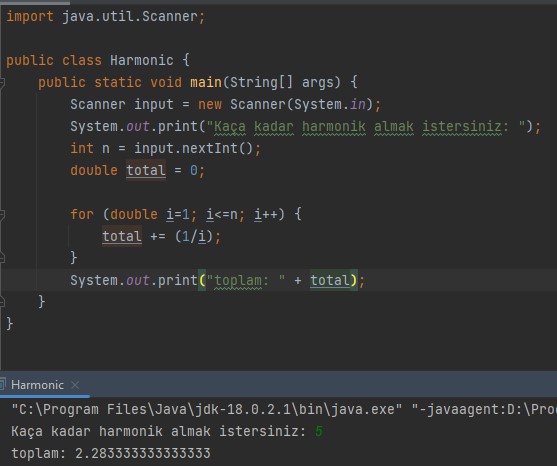 import java.util.Scanner;
public class Harmonic {
public static void main(String[] args) {
Scanner input = new Scanner(System.in);
System.out.print("Kaça kadar harmonik almak istersiniz: ");
int n = input.nextInt();
double total = 0;
for (double i=1; i<=n; i++) {
total += (1/i);
}
System.out.print("toplam: " + total);
}
}
Harmonic ×
"C:\Program Files\Java\jdk-18.0.2.1\bin\java.exe" "-javaagent:D:\Pro
Kaça kadar harmonik almak istersiniz: 5
toplam: 2.283333333333333